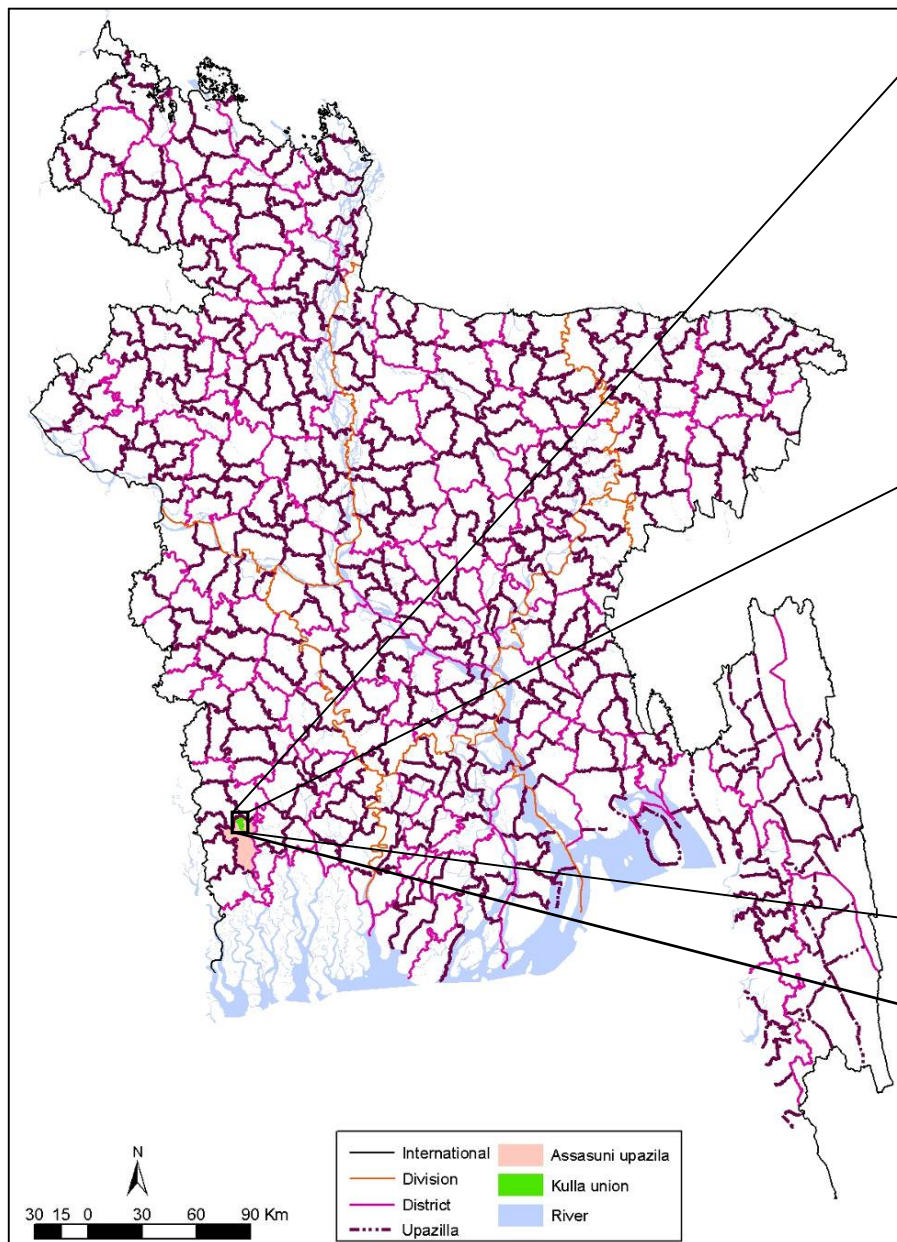 N
30 15 0 30 60 90 Km
International
Division
District
Upazilla
Assasuni upazila
Kulla union
River